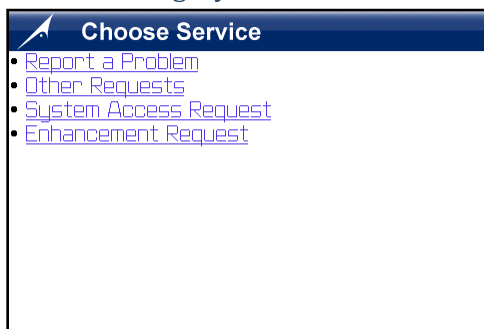 Choose Service
Report a Problem
Other Requests
System Access Request
Enhancement Request